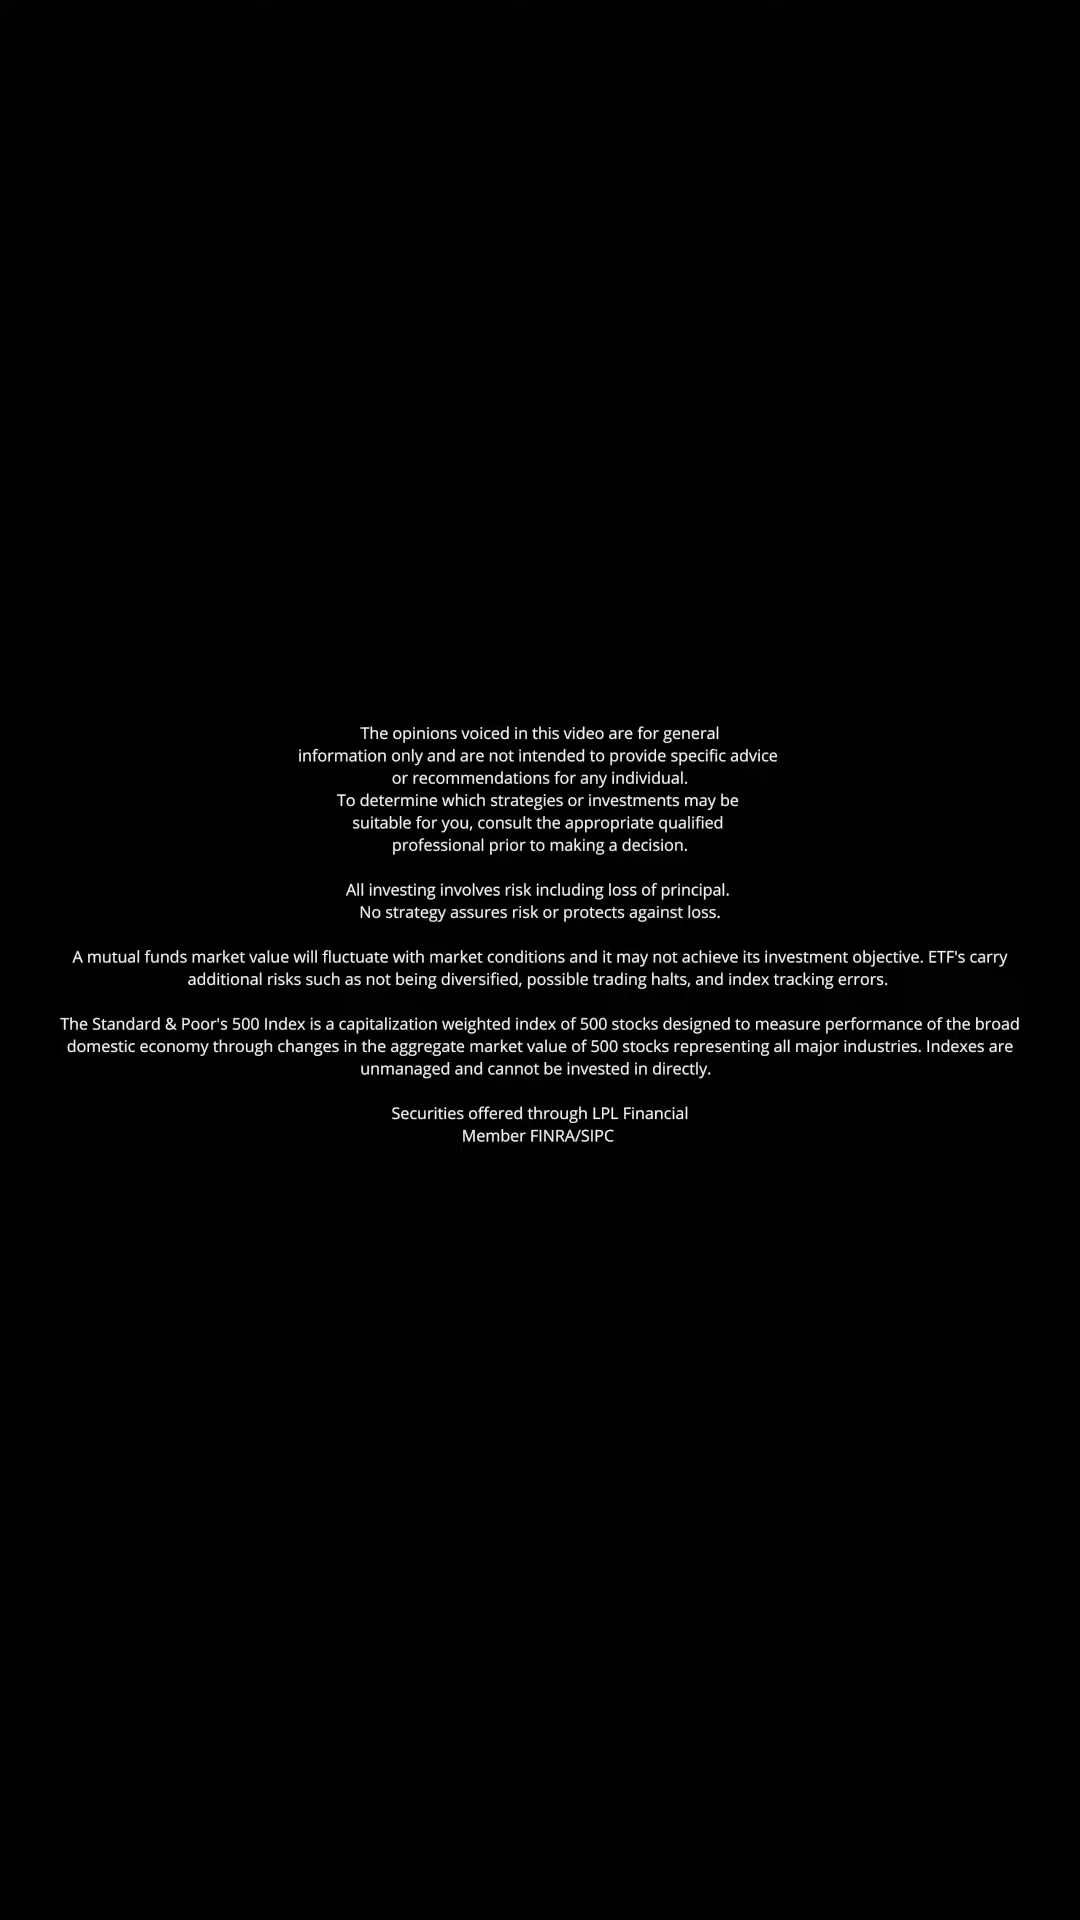 The opinions voiced in this video are for general
information only and are not intended to provide specific advice
or recommendations for any individual.
To determine which strategies or investments may be
suitable for you, consult the appropriate qualified
professional prior to making a decision.
All investing involves risk including loss of principal.
No strategy assures risk or protects against loss.
A mutual funds market value will fluctuate with market conditions and it may not achieve its investment objective. ETF's carry
additional risks such as not being diversified, possible trading halts, and index tracking errors.
The Standard & Poor's 500 Index is a capitalization weighted index of 500 stocks designed to measure performance of the broad
domestic economy through changes in the aggregate market value of 500 stocks representing all major industries. Indexes are
unmanaged and cannot be invested in directly.
Securities offered through LPL Financial
Member FINRA/SIPC